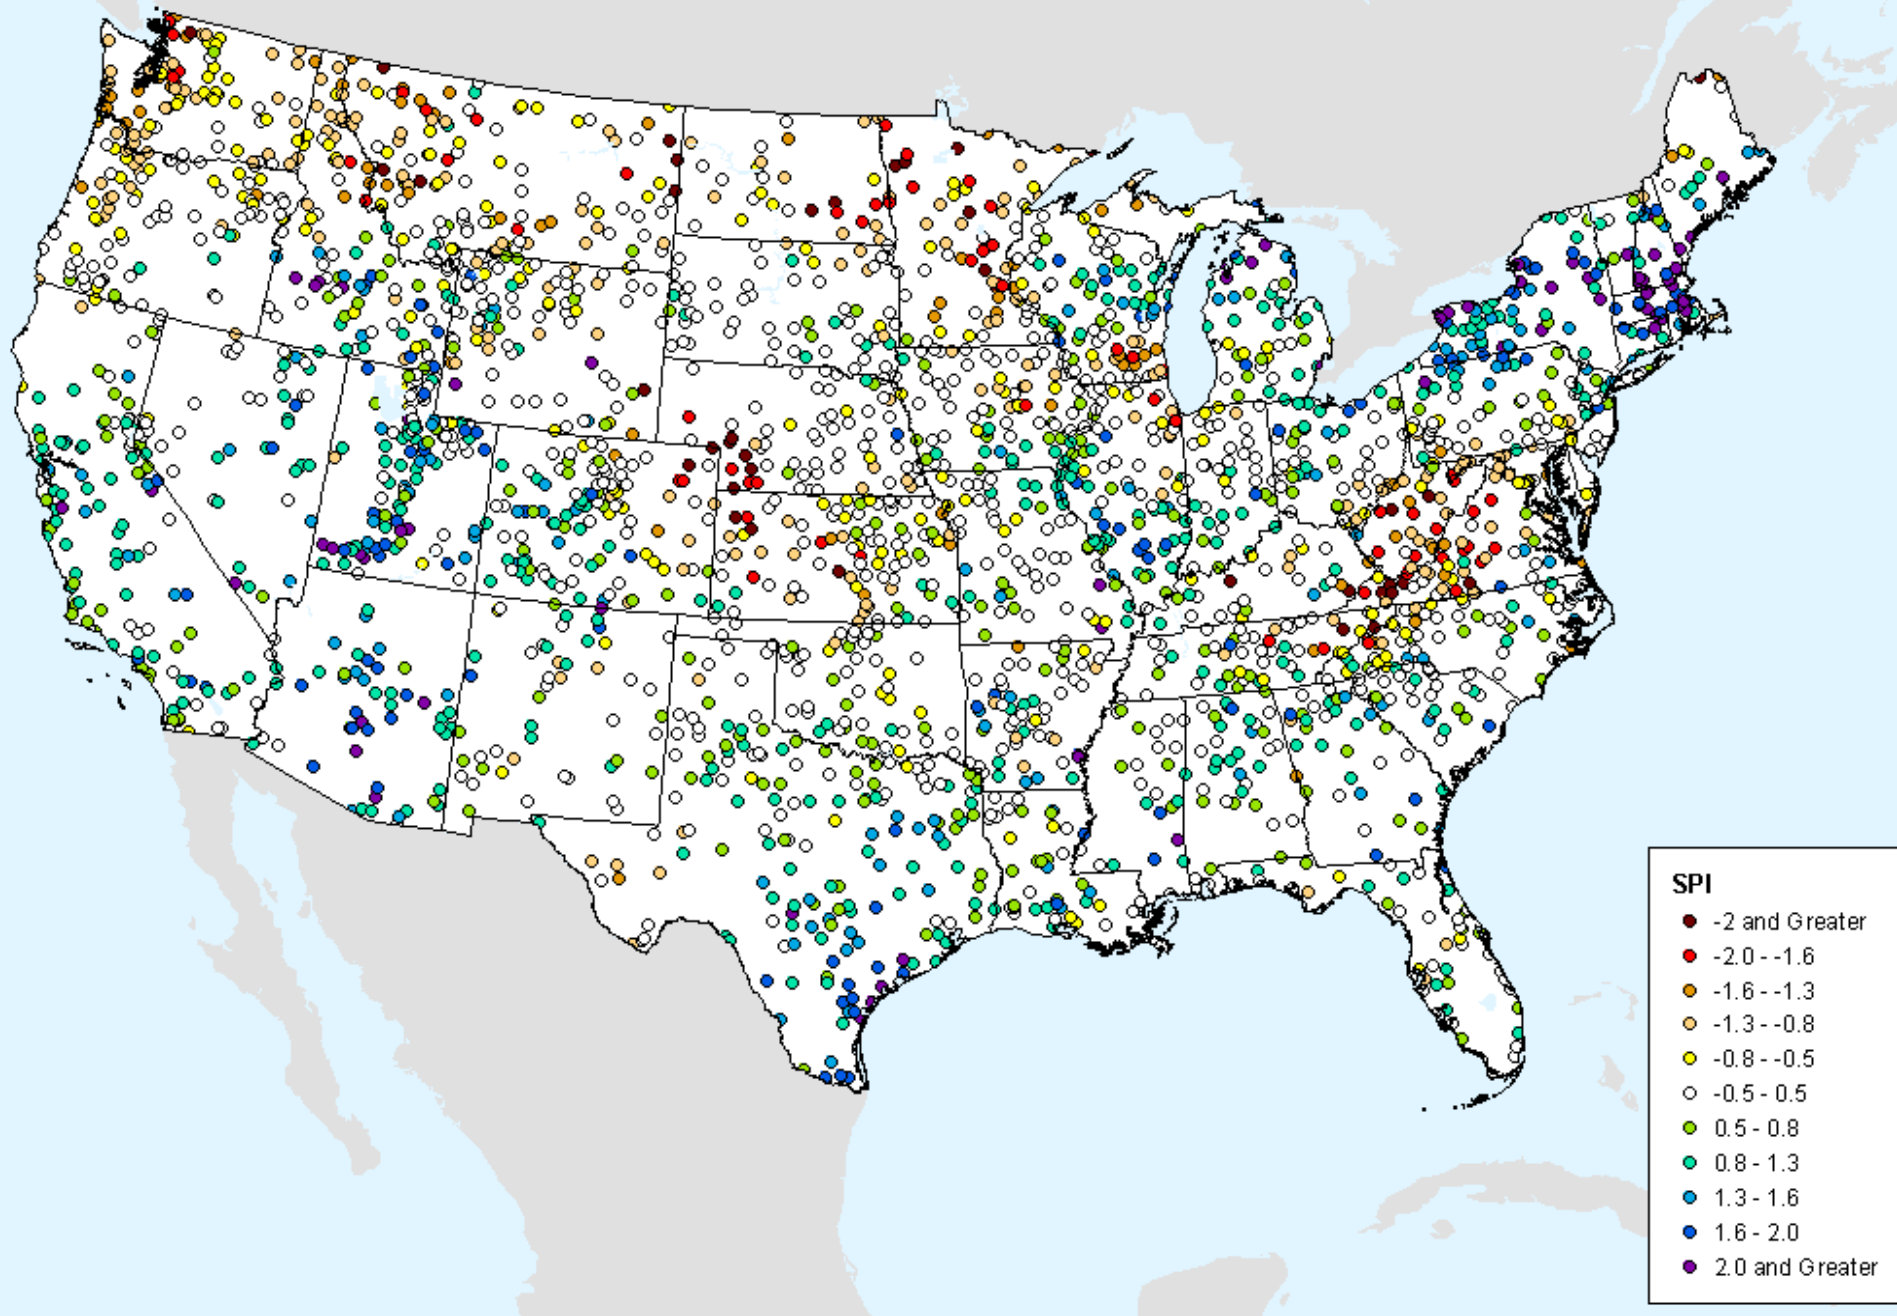 SPI
-2 and Greater
-2.0 - -1.6
-1.6 - -1.3
-1.3 - -0.8
-0.8 - -0.5
-0.5 - 0.5
0.5 - 0.8
0.8 - 1.3
1.3 - 1.6
1.6 - 2.0
2.0 and Greater